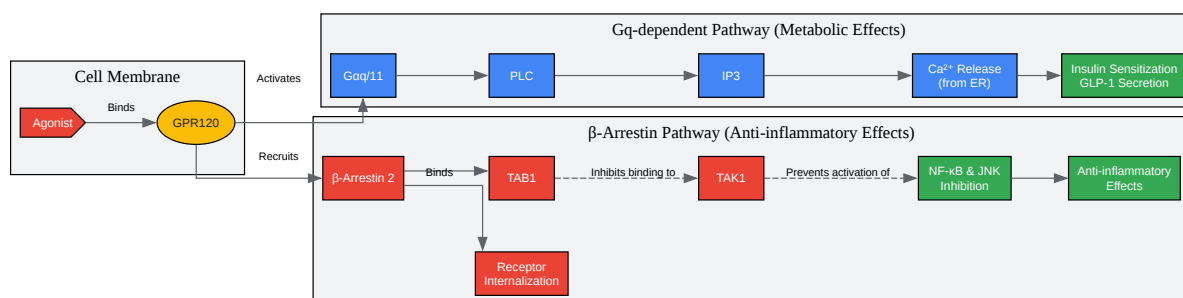 Gq-dependent Pathway (Metabolic Effects)
Gαq/11
PLC
IP3
Ca²⁺ Release
(from ER)
Insulin Sensitization
GLP-1 Secretion
Cell Membrane
Agonist
Binds
GPR120
Activates
Recruits
β-Arrestin Pathway (Anti-inflammatory Effects)
β-Arrestin 2
Binds
TAB1
Inhibits binding to
TAK1
Prevents activation of
NF-κB & JNK
Inhibition
Anti-inflammatory
Effects
Receptor
Internalization